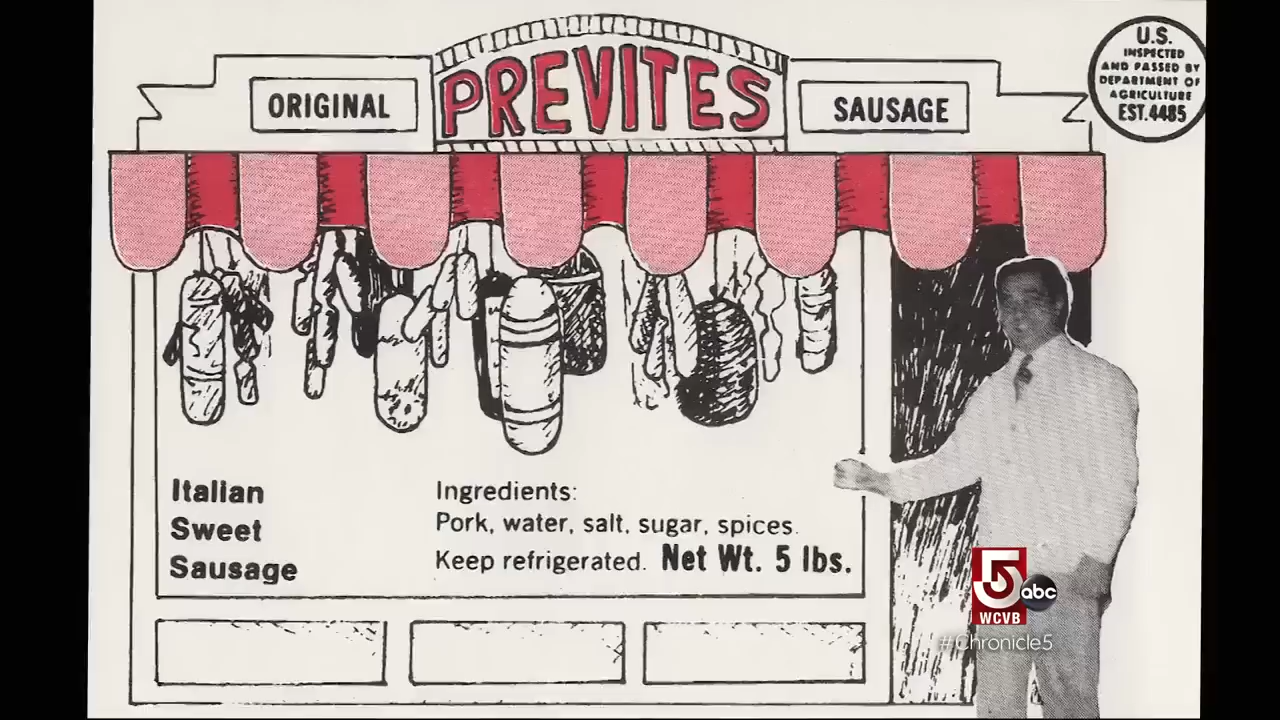 ORIGINAL
PREVITES
SAUSAGE
U.S.
INSPECTED
AND PASSED BY
DEPARTMENT OF
AGRICULTURE
EST.4485
Italian
Sweet
Sausage
Ingredients:
Pork, water, salt, sugar, spices.
Keep refrigerated. Net Wt. 5 lbs.
5
abc
WCVB
#Chronicle5